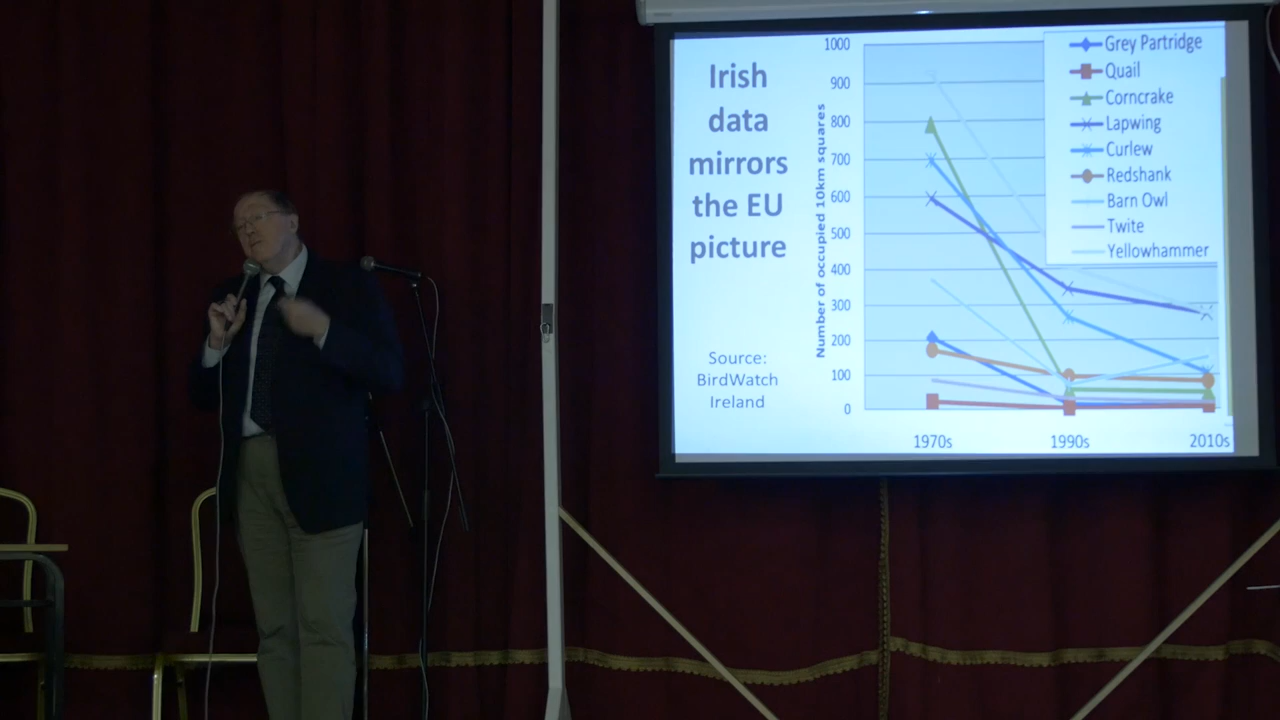 Irish
data
mirrors
the EU
picture
Source:
BirdWatch
Ireland
Number of occupied 10km squares
1000
900
800
700
600
500
400
300
200
100
0
1970s
1990s
2010s
Grey Partridge
Quail
Corncrake
Lapwing
Curlew
Redshank
Barn Owl
Twite
Yellowhammer